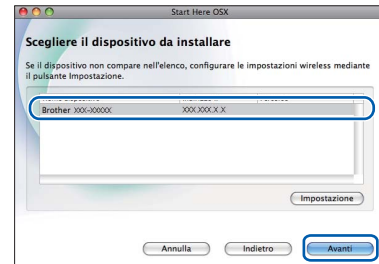 Start Here OSX
Scegliere il dispositivo da installare
Se il dispositivo non compare nell'elenco, configurare le impostazioni wireless mediante
il pulsante Impostazione.
Brother XXX-XXXXX XXX.XXX.X.X
Impostazione
Annulla Indietro Avanti